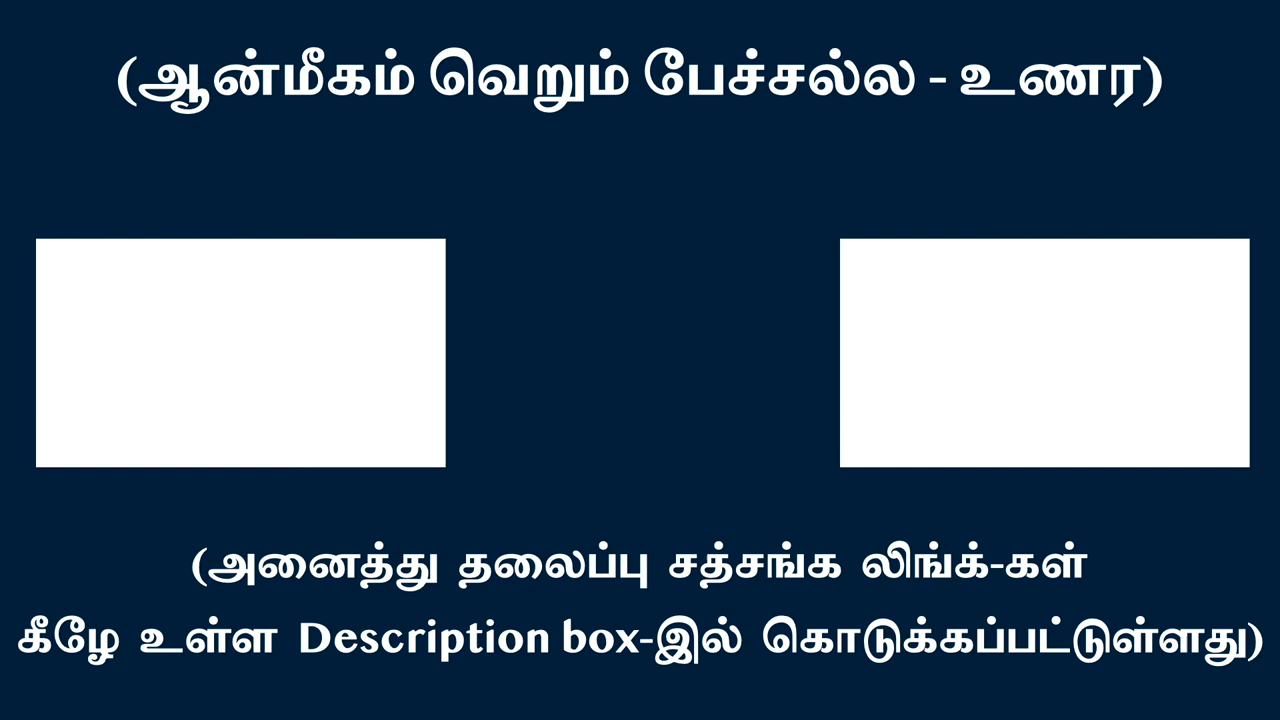 (ஆன்மீகம் வெறும் பேச்சல்ல - உணர)
(அனைத்து தலைப்பு சத்சங்க லிங்க்-கள்
கீழே உள்ள Description box-இல் கொடுக்கப்பட்டுள்ளது)